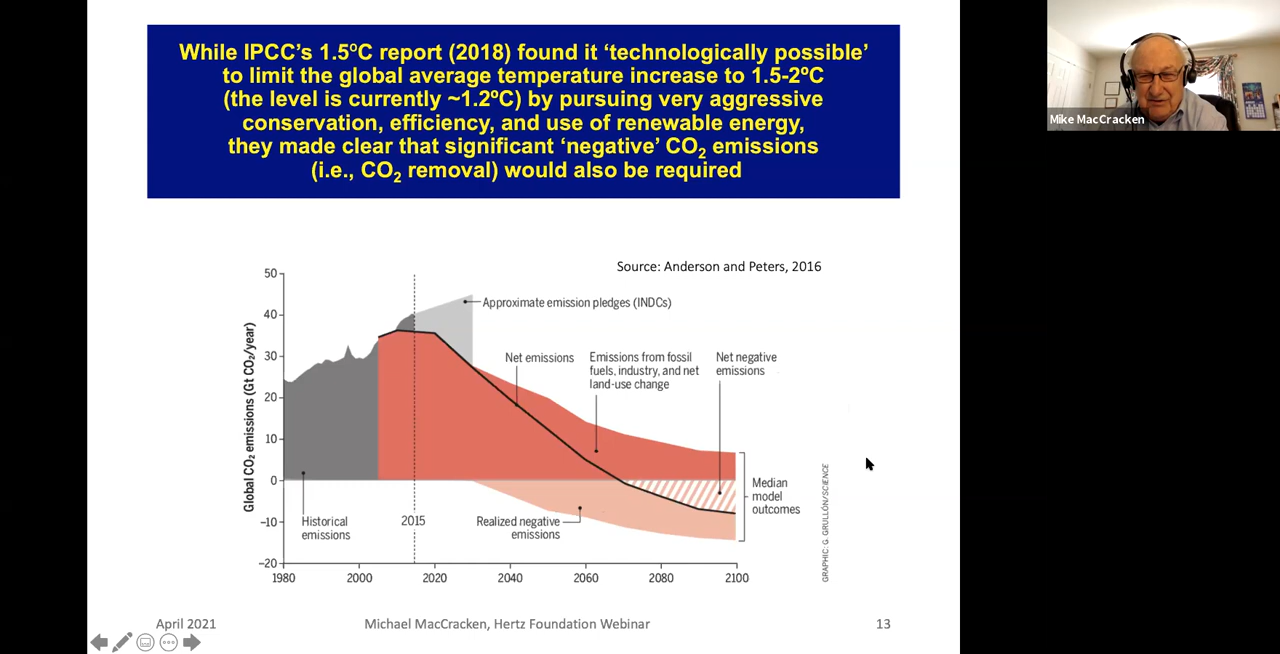 While IPCC's 1.5ºC report (2018) found it 'technologically possible'
to limit the global average temperature increase to 1.5-2ºC
(the level is currently ~1.2ºC) by pursuing very aggressive
conservation, efficiency, and use of renewable energy,
they made clear that significant 'negative' CO₂ emissions
(i.e., CO₂ removal) would also be required
Mike MacCracken
Source: Anderson and Peters, 2016
Global CO₂ emissions (Gt CO₂/year)
50
40
30
20
10
0
−10
−20
Approximate emission pledges (INDCs)
Net emissions
Emissions from fossil
fuels, industry, and net
land-use change
Net negative
emissions
Median
model
outcomes
Historical
emissions
2015
Realized negative
emissions
1980
2000
2020
2040
2060
2080
2100
GRAPHIC: G. GRULLÓN/SCIENCE
April 2021
Michael MacCracken, Hertz Foundation Webinar
13